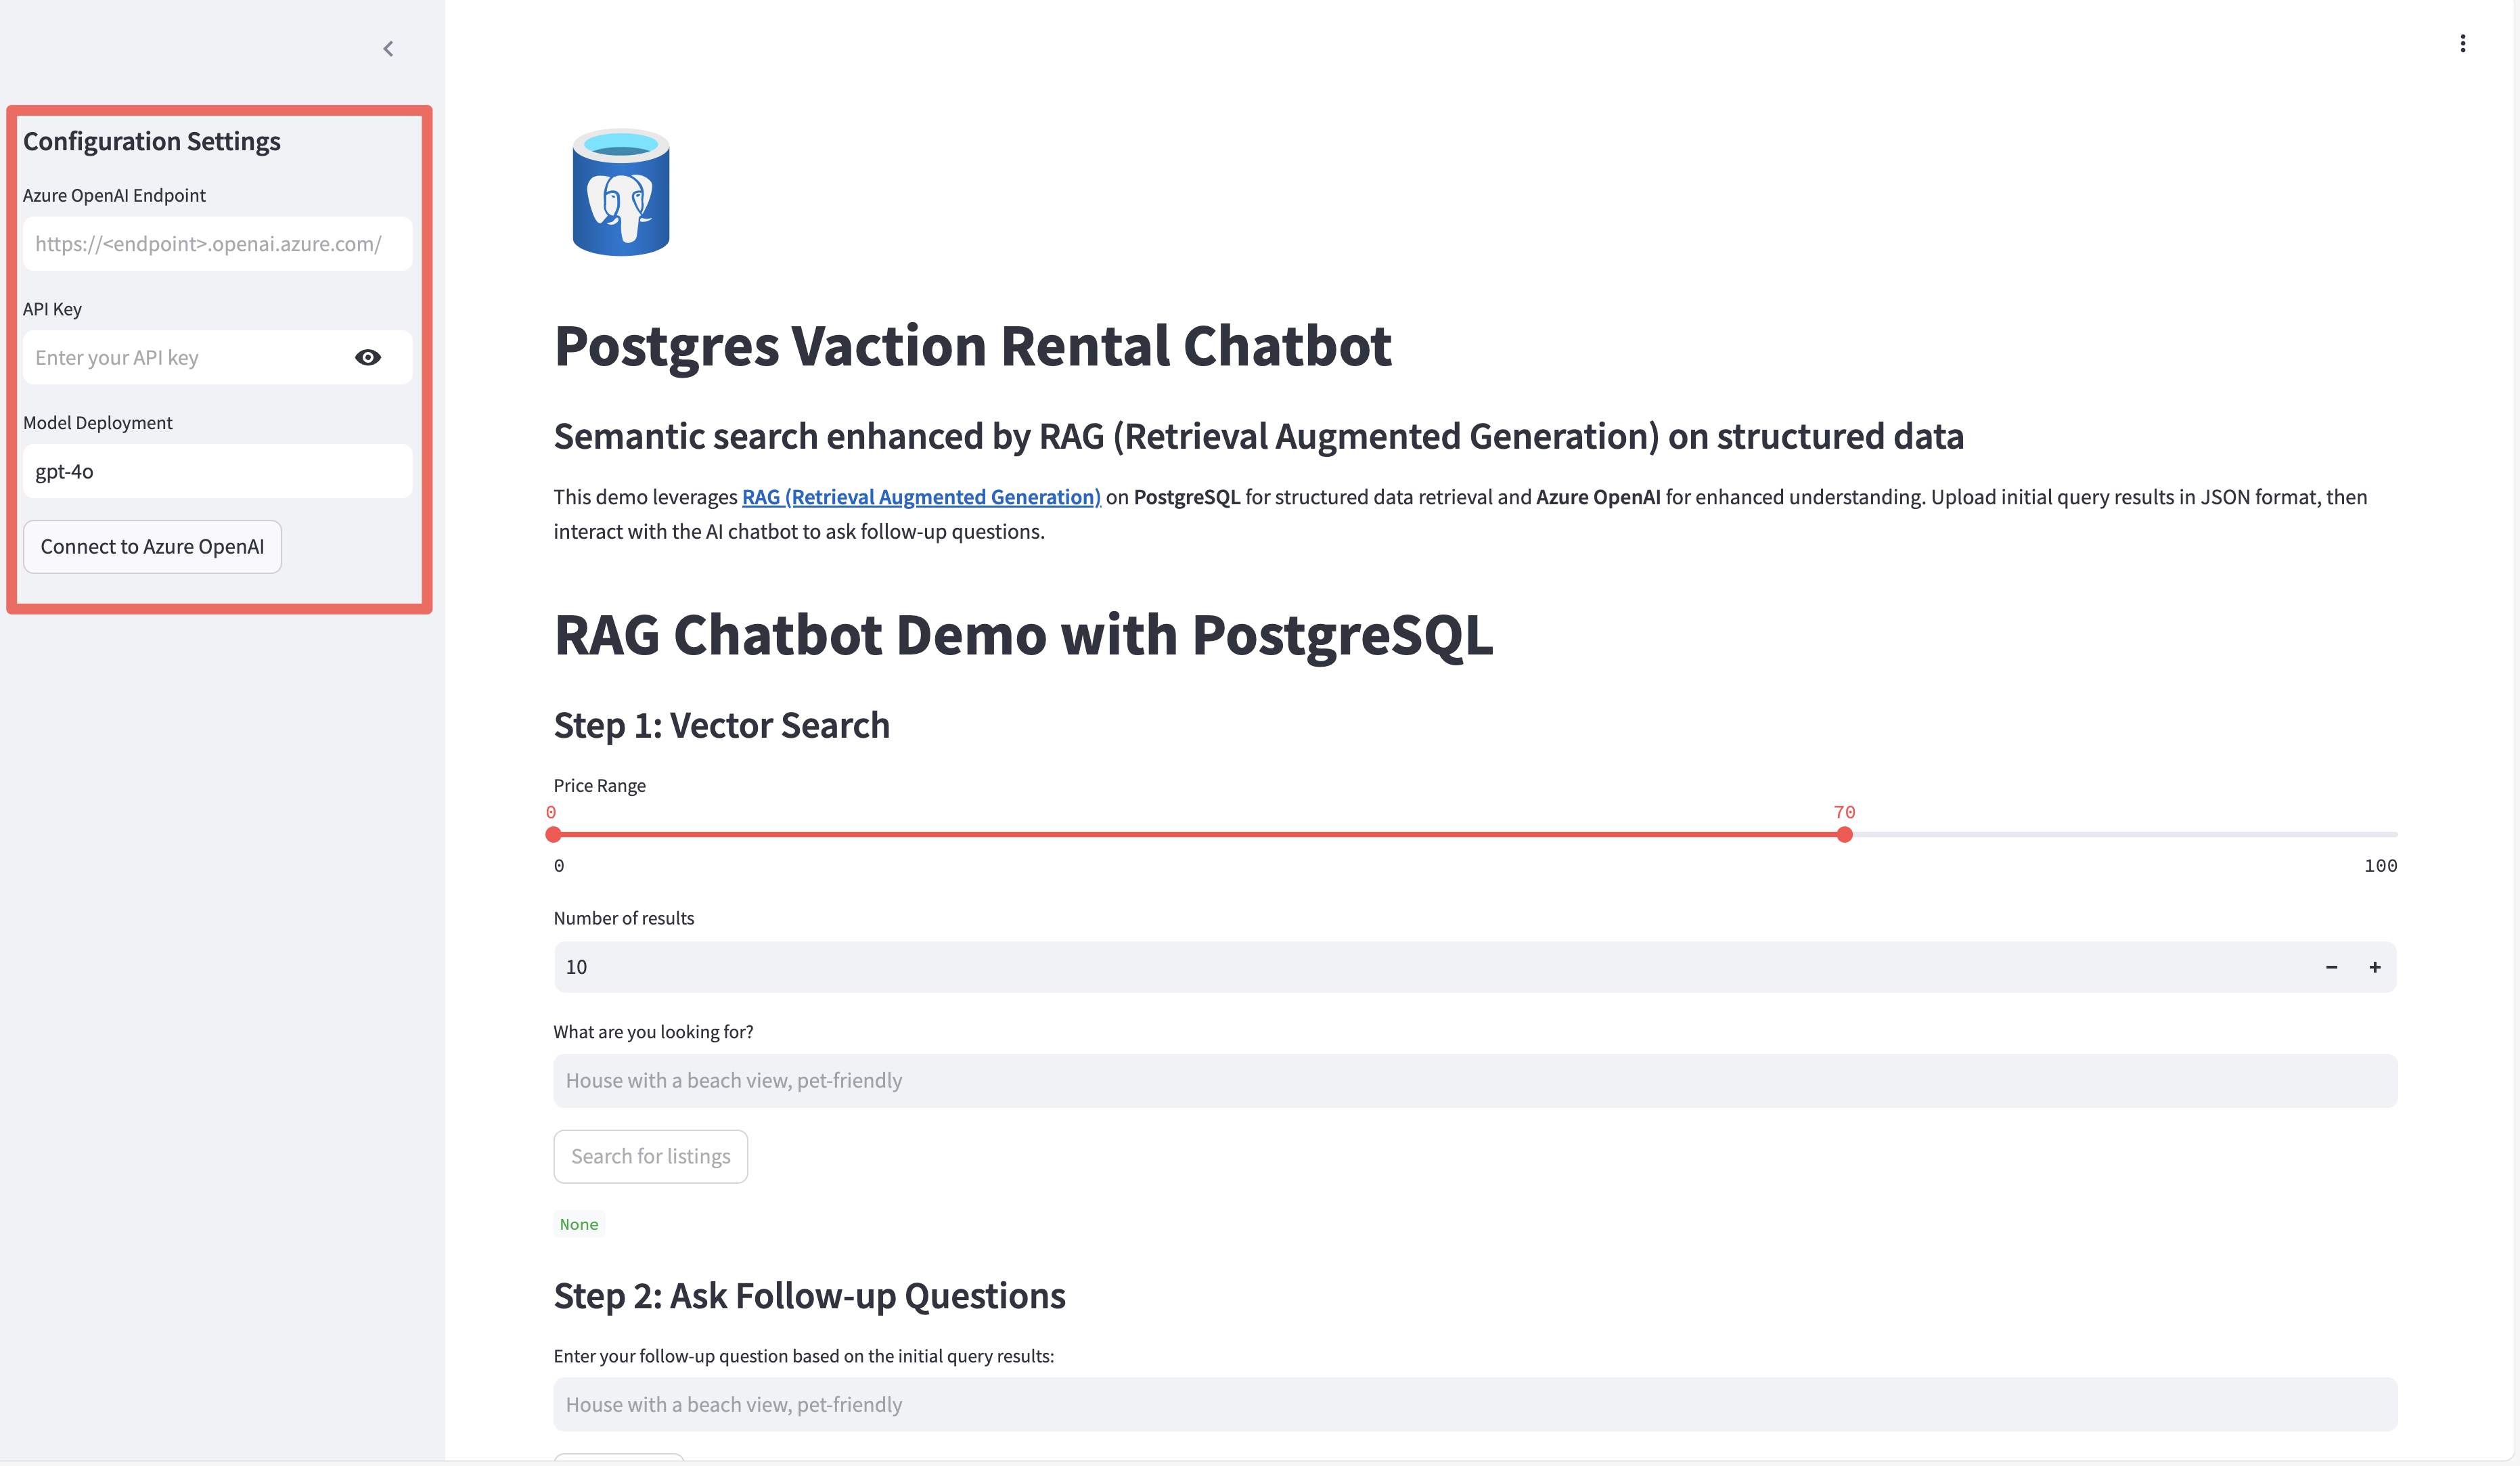 Configuration Settings
Azure OpenAI Endpoint
https://<endpoint>.openai.azure.com/
API Key
Enter your API key
Model Deployment
gpt-4o
Connect to Azure OpenAI
Postgres Vaction Rental Chatbot
Semantic search enhanced by RAG (Retrieval Augmented Generation) on structured data
This demo leverages RAG (Retrieval Augmented Generation) on PostgreSQL for structured data retrieval and Azure OpenAI for enhanced understanding. Upload initial query results in JSON format, then
interact with the AI chatbot to ask follow-up questions.
RAG Chatbot Demo with PostgreSQL
Step 1: Vector Search
Price Range
0 70
0 100
Number of results
10 − +
What are you looking for?
House with a beach view, pet-friendly
Search for listings
None
Step 2: Ask Follow-up Questions
Enter your follow-up question based on the initial query results:
House with a beach view, pet-friendly